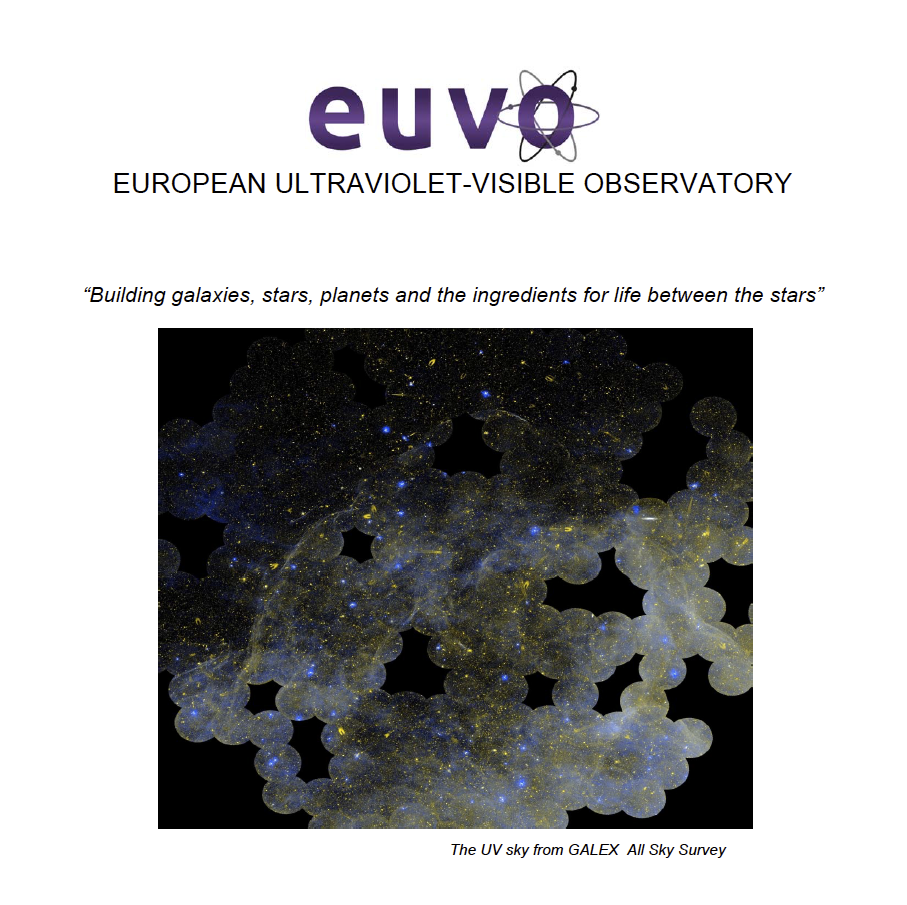 euvo
EUROPEAN ULTRAVIOLET-VISIBLE OBSERVATORY
“Building galaxies, stars, planets and the ingredients for life between the stars”
The UV sky from GALEX All Sky Survey